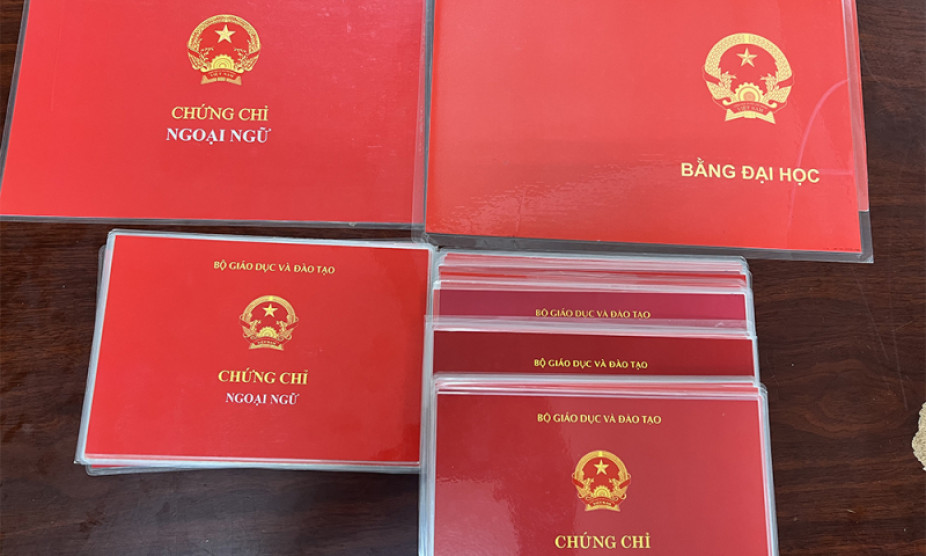 CHỨNG CHỈ
NGOẠI NGỮ
BẰNG ĐẠI HỌC
BỘ GIÁO DỤC VÀ ĐÀO TẠO
CHỨNG CHỈ
NGOẠI NGỮ
BỘ GIÁO DỤC VÀ ĐÀO TẠO
BỘ GIÁO DỤC VÀ ĐÀO TẠO
BỘ GIÁO DỤC VÀ ĐÀO TẠO
CHỨNG CHỈ